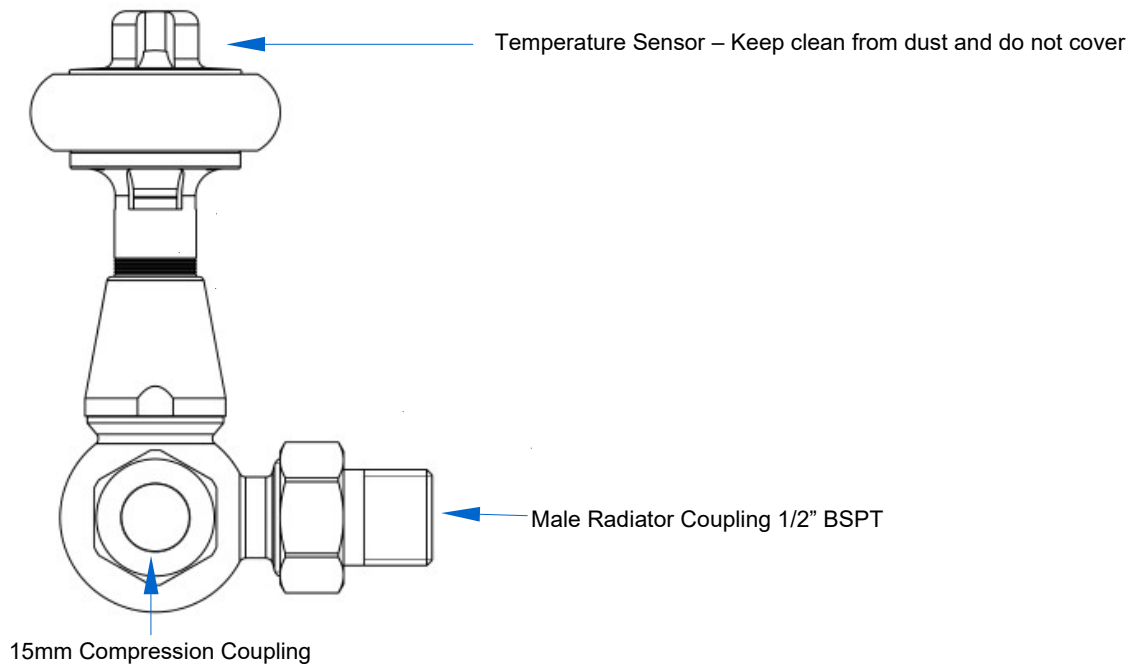 Temperature Sensor – Keep clean from dust and do not cover
Male Radiator Coupling 1/2” BSPT
15mm Compression Coupling